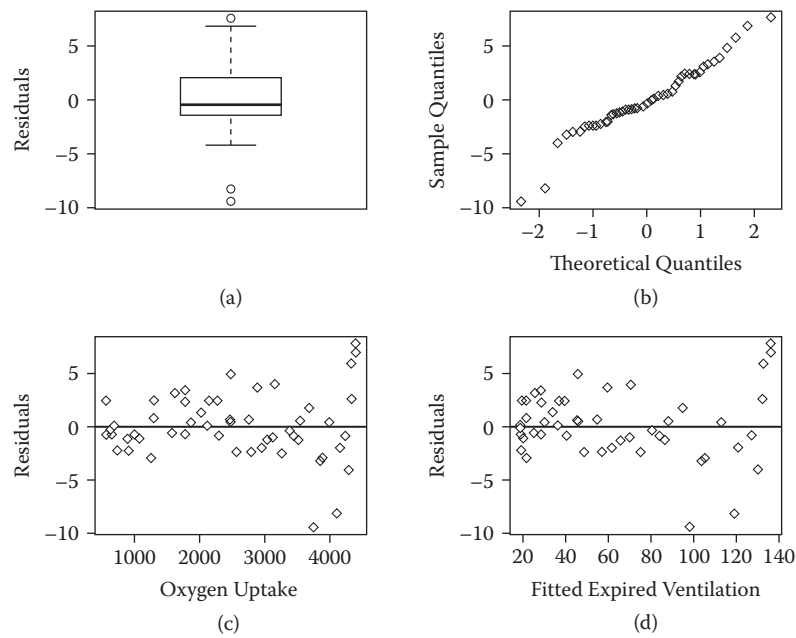 5
0
−5
−10
Residuals
(a)
5
0
−5
−10
Sample Quantiles
−2 −1 0 1 2
Theoretical Quantiles
(b)
5
0
−5
−10
Residuals
1000 2000 3000 4000
Oxygen Uptake
(c)
5
0
−5
−10
Residuals
20 40 60 80 100 120 140
Fitted Expired Ventilation
(d)